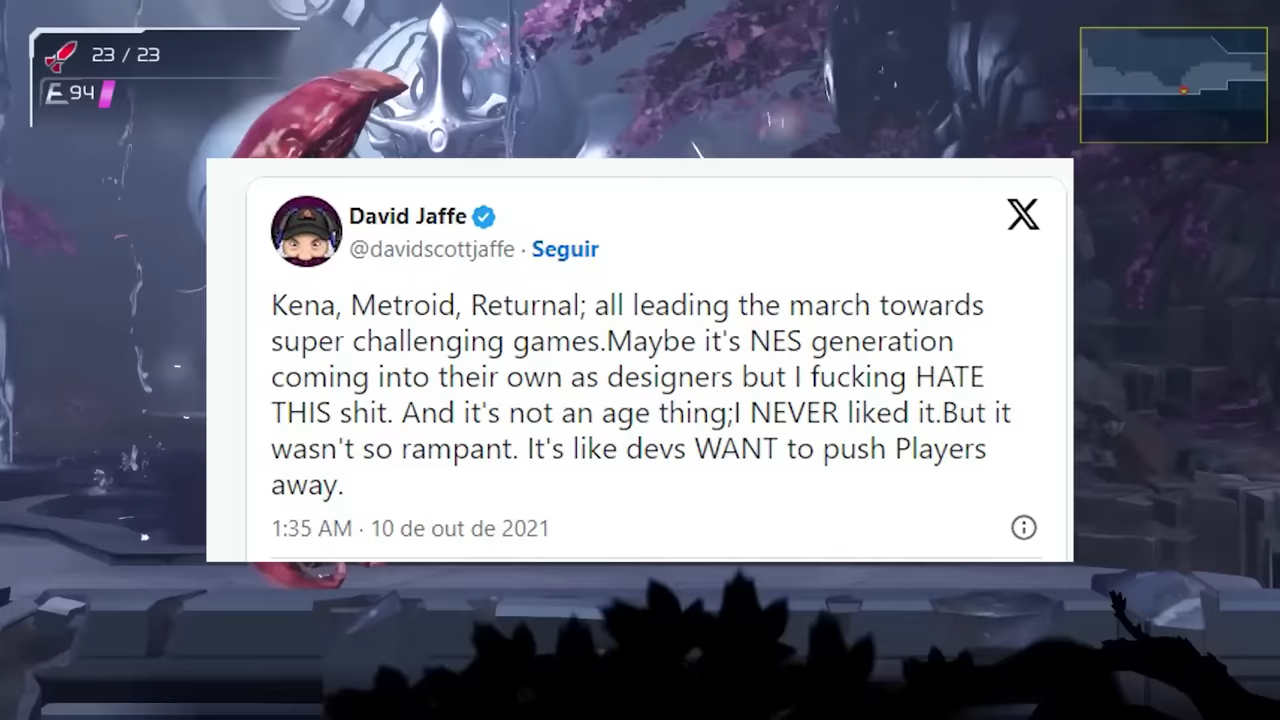 23 / 23
E 94
David Jaffe
@davidscottjaffe · Seguir
Kena, Metroid, Returnal; all leading the march towards
super challenging games.Maybe it's NES generation
coming into their own as designers but I fucking HATE
THIS shit. And it's not an age thing;I NEVER liked it.But it
wasn't so rampant. It's like devs WANT to push Players
away.
1:35 AM · 10 de out de 2021